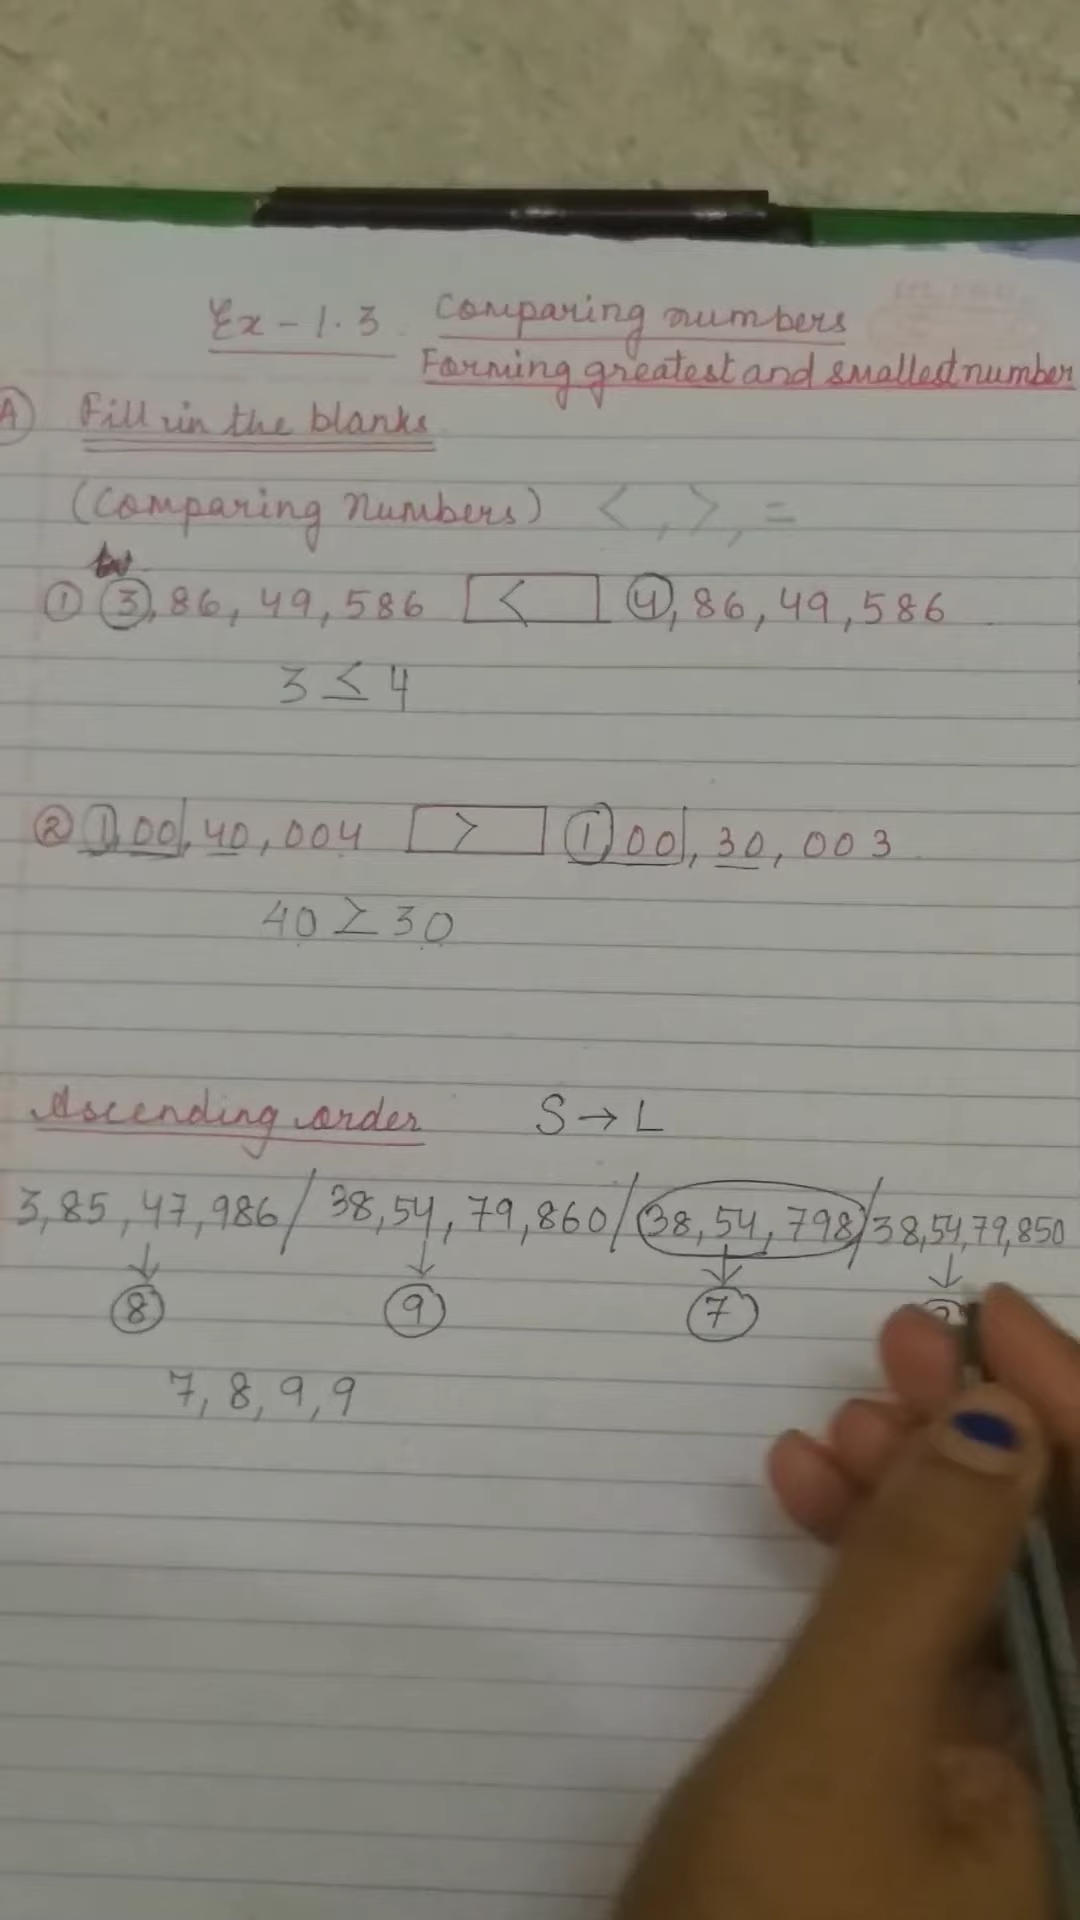 Ex - 1.3 Comparing numbers
Forming greatest and smallest number
A) Fill in the blanks
(Comparing Numbers) < , > , =
① ③,86,49,586 < ④,86,49,586
3 < 4
② 1,00,40,004 > 1,00,30,003
40 > 30
Ascending order S → L
3,85,47,986 / 38,54,79,860 / 38,54,798 / 38,54,79,850
↓ ↓ ↓ ↓
⑧ ⑨ ⑦
7, 8, 9, 9